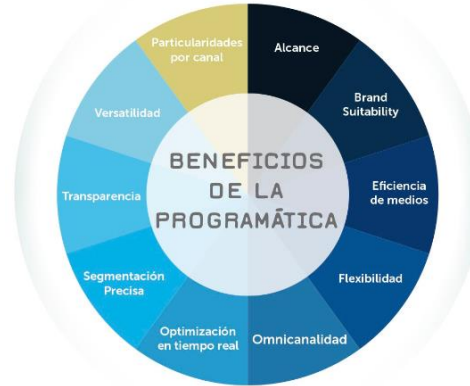 BENEFICIOS
DE LA
PROGRAMÁTICA
Alcance
Brand
Suitability
Eficiencia
de medios
Flexibilidad
Omnicanalidad
Optimización
en tiempo real
Segmentación
Precisa
Transparencia
Versatilidad
Particularidades
por canal